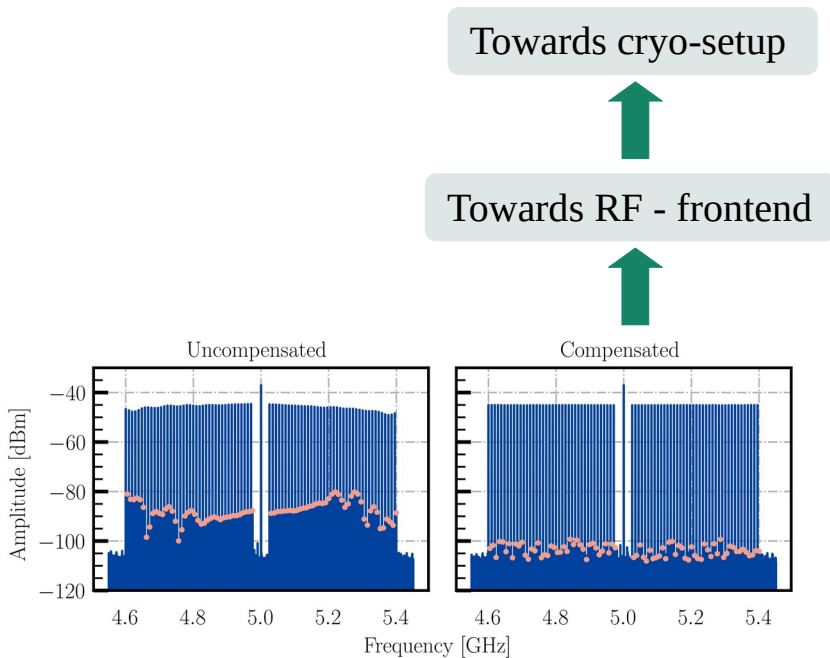 Towards cryo-setup
Towards RF - frontend
Uncompensated
Compensated
Amplitude [dBm]
−40
−60
−80
−100
−120
4.6 4.8 5.0 5.2 5.4
4.6 4.8 5.0 5.2 5.4
Frequency [GHz]